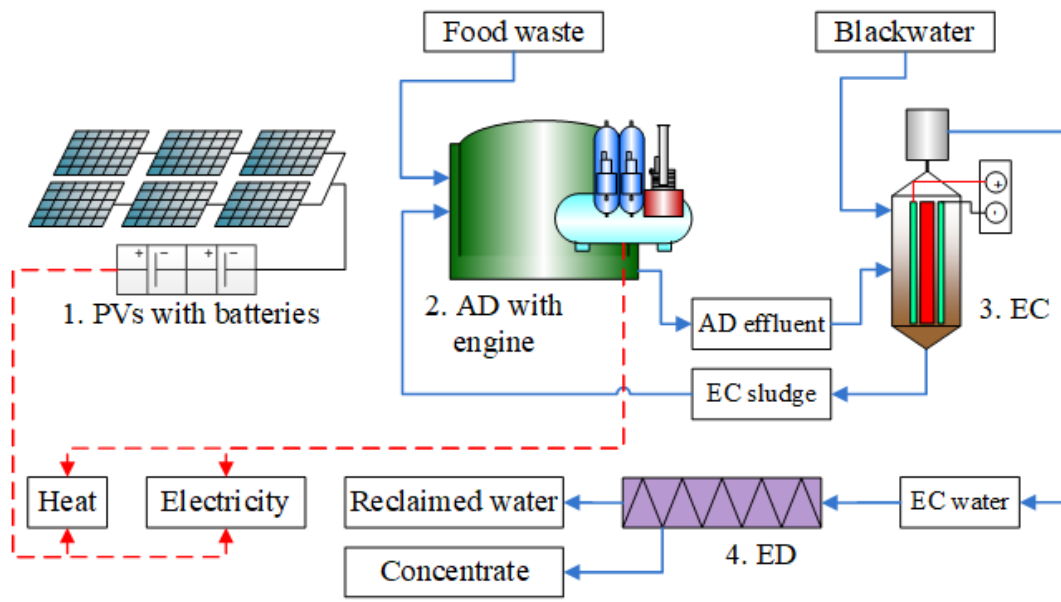 Food waste
Blackwater
+ − + −
+
-
1. PVs with batteries
2. AD with
engine
AD effluent
3. EC
EC sludge
Heat
Electricity
Reclaimed water
EC water
4. ED
Concentrate